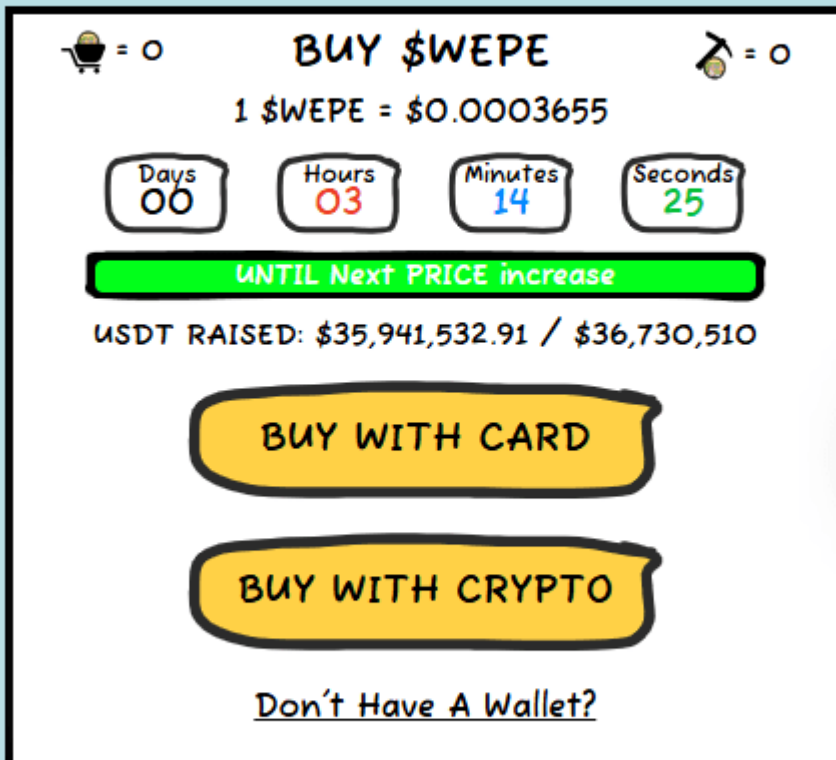 = 0 BUY $WEPE = 0
1 $WEPE = $0.0003655
Days Hours Minutes Seconds
00 03 14 25
UNTIL Next PRICE increase
USDT RAISED: $35,941,532.91 / $36,730,510
BUY WITH CARD
BUY WITH CRYPTO
Don't Have A Wallet?